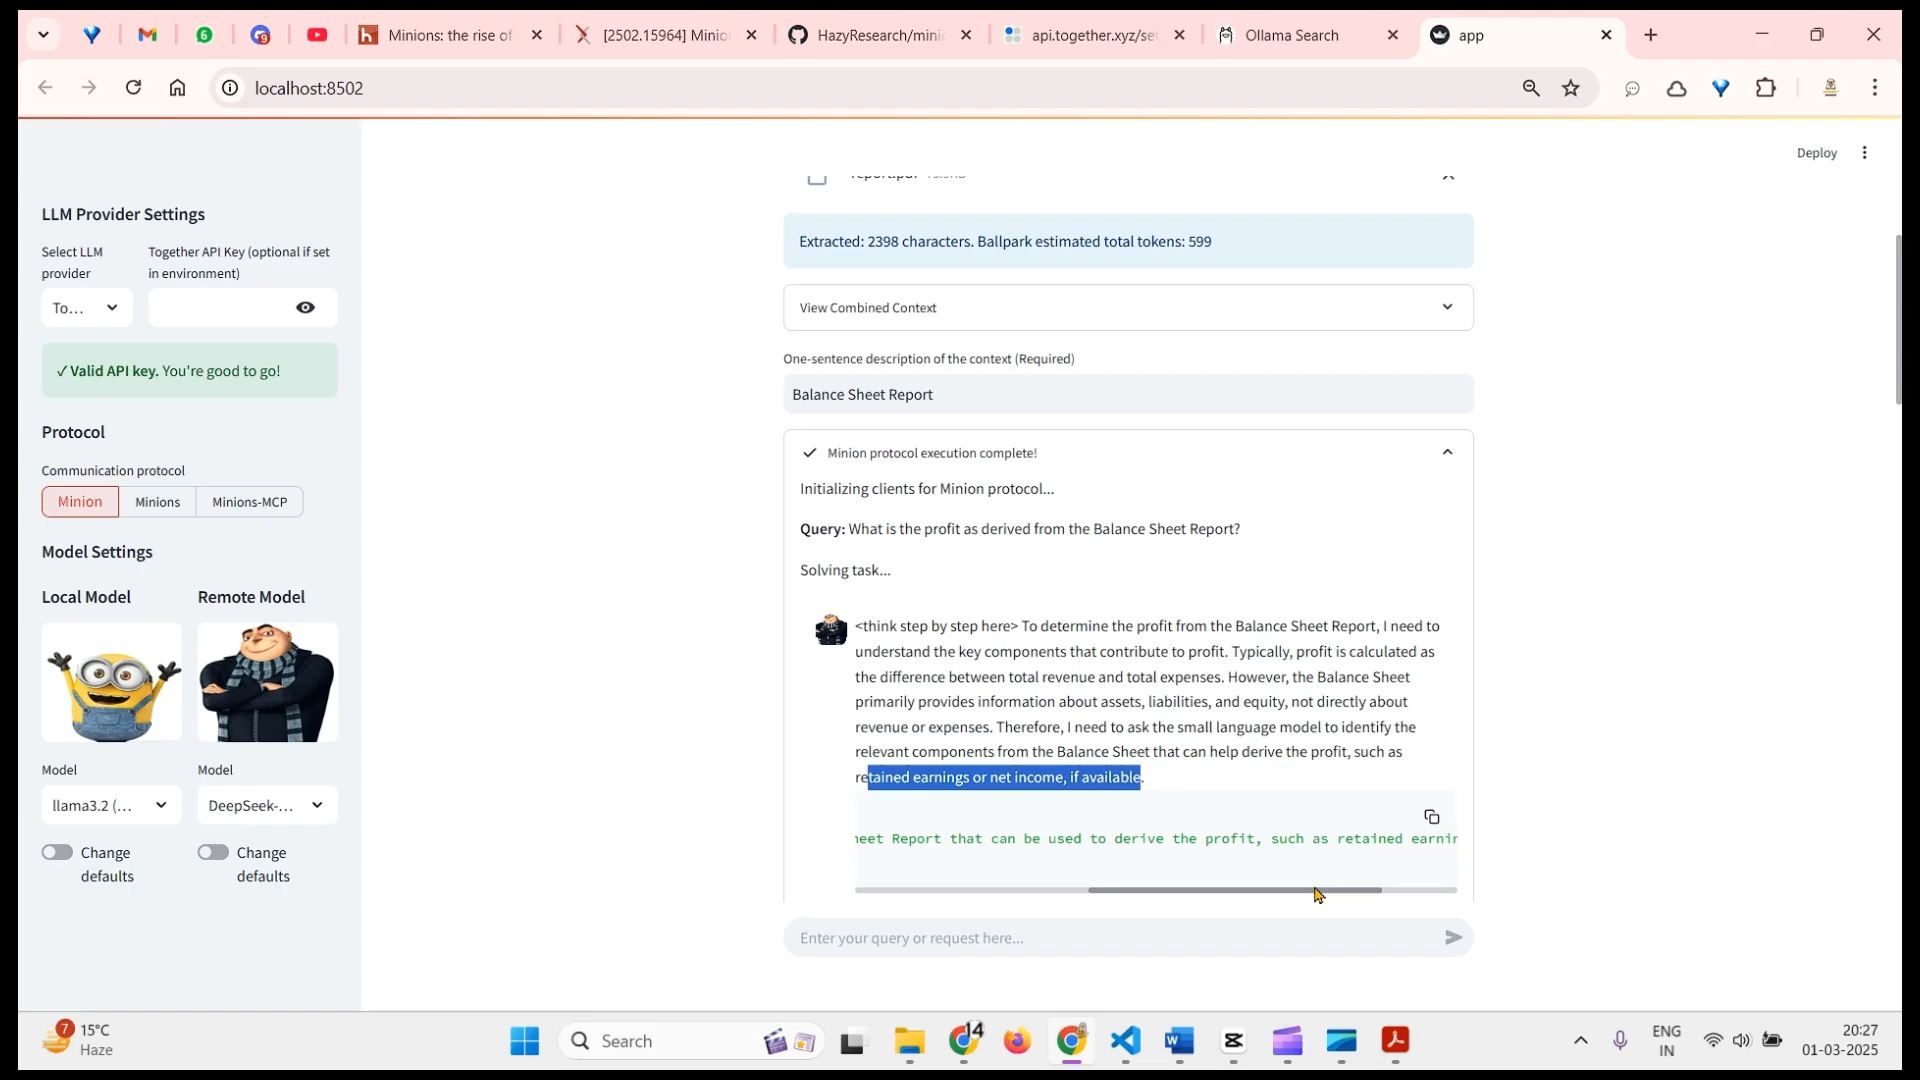 6
Minions: the rise of
[2502.15964] Minio
HazyResearch/mini
api.together.xyz/set
Ollama Search
app
localhost:8502
Deploy
LLM Provider Settings
Select LLM provider
Together API Key (optional if set in environment)
To...
✓ Valid API key. You're good to go!
Protocol
Communication protocol
Minion
Minions
Minions-MCP
Model Settings
Local Model
Remote Model
Model
Model
llama3.2 (...
DeepSeek-...
Change defaults
Change defaults
Extracted: 2398 characters. Ballpark estimated total tokens: 599
View Combined Context
One-sentence description of the context (Required)
Balance Sheet Report
Minion protocol execution complete!
Initializing clients for Minion protocol...
Query: What is the profit as derived from the Balance Sheet Report?
Solving task...
<think step by step here> To determine the profit from the Balance Sheet Report, I need to
understand the key components that contribute to profit. Typically, profit is calculated as
the difference between total revenue and total expenses. However, the Balance Sheet
primarily provides information about assets, liabilities, and equity, not directly about
revenue or expenses. Therefore, I need to ask the small language model to identify the
relevant components from the Balance Sheet that can help derive the profit, such as
retained earnings or net income, if available.
eet Report that can be used to derive the profit, such as retained earnin
Enter your query or request here...
7
15°C
Haze
Search
14
ENG
IN
20:27
01-03-2025